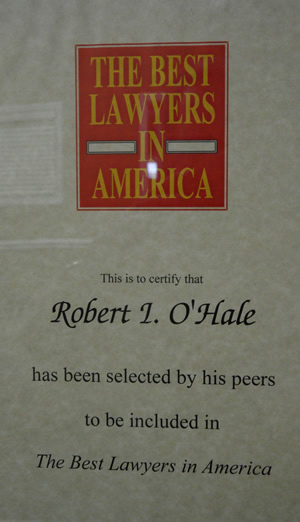 THE BEST
LAWYERS
IN
AMERICA
This is to certify that
Robert I. O'Hale
has been selected by his peers
to be included in
The Best Lawyers in America